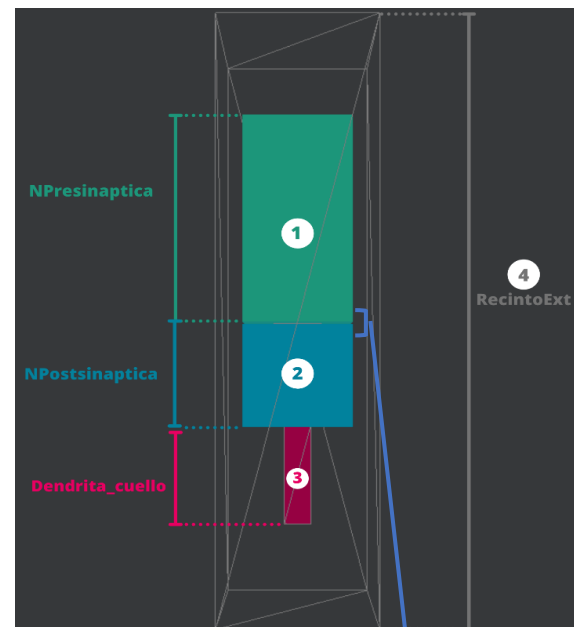 NPresinaptica
1
4
RecintoExt
NPostsinaptica
2
Dendrita_cuello
3